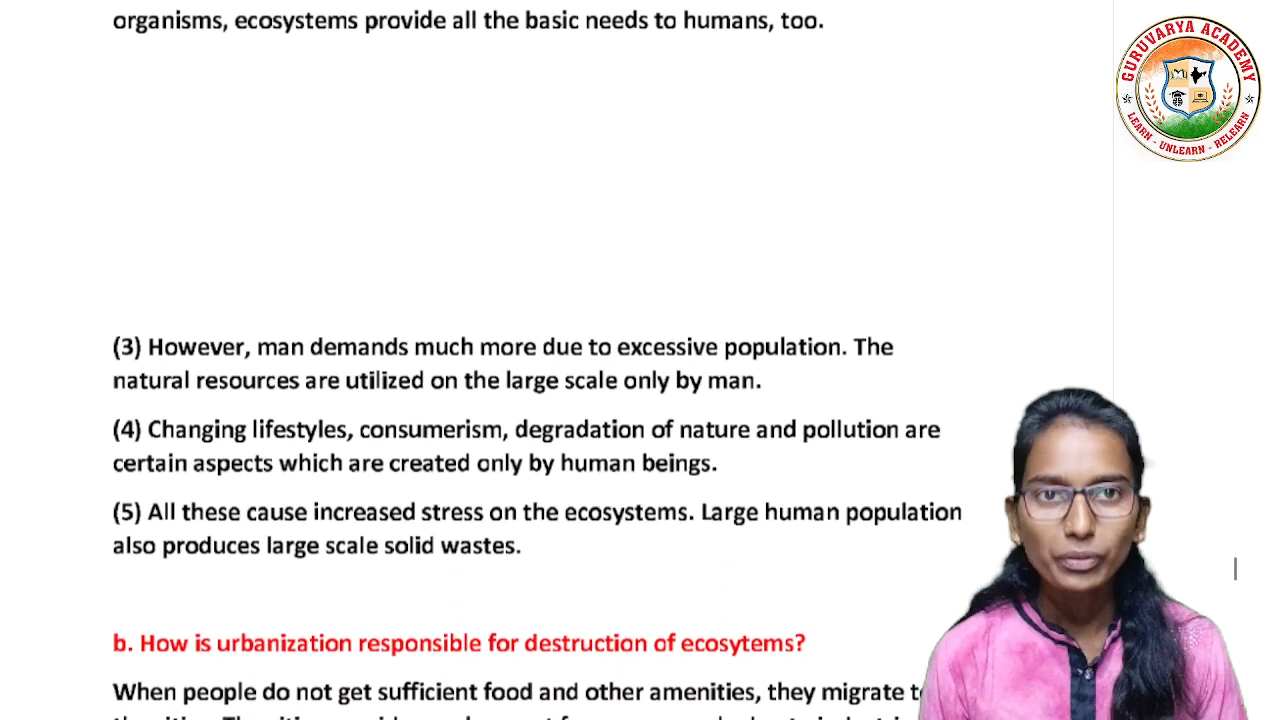 organisms, ecosystems provide all the basic needs to humans, too.
GURUVARYA ACADEMY
LEARN - UNLEARN - RELEARN
(3) However, man demands much more due to excessive population. The
natural resources are utilized on the large scale only by man.
(4) Changing lifestyles, consumerism, degradation of nature and pollution are
certain aspects which are created only by human beings.
(5) All these cause increased stress on the ecosystems. Large human population
also produces large scale solid wastes.
b. How is urbanization responsible for destruction of ecosytems?
When people do not get sufficient food and other amenities, they migrate